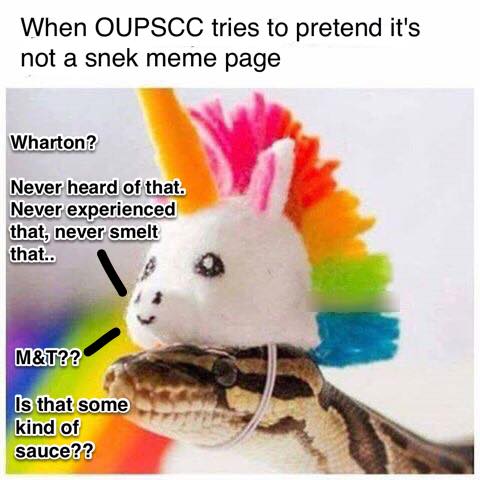 When OUPSCC tries to pretend it's
not a snek meme page
Wharton?
Never heard of that.
Never experienced
that, never smelt
that..
M&T??
Is that some
kind of
sauce??